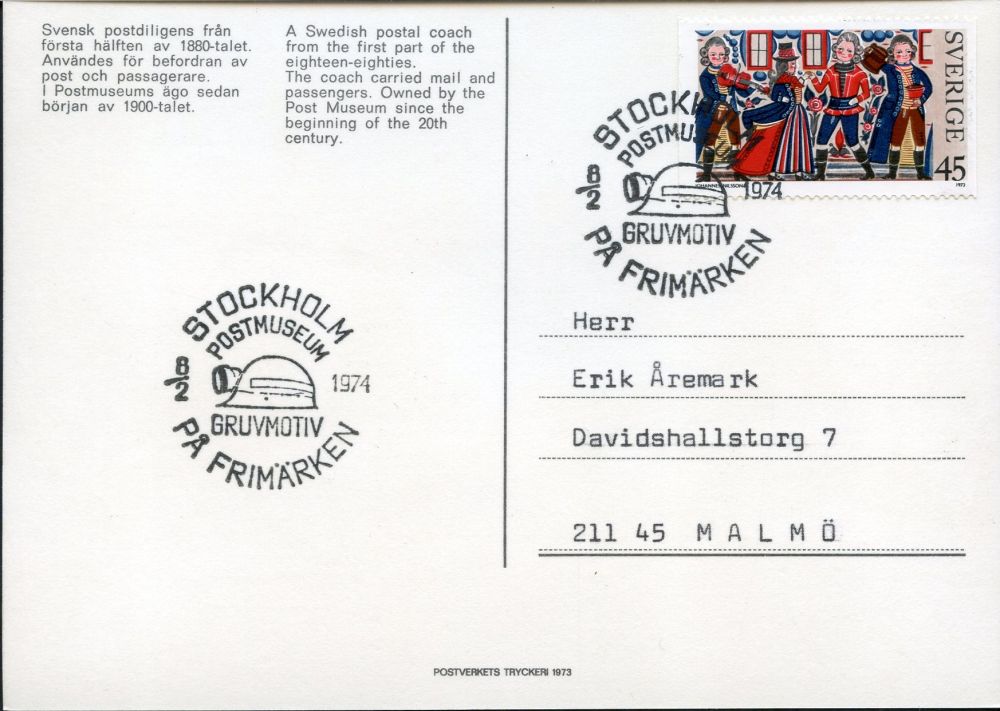 Svensk postdiligens från
första hälften av 1880-talet.
Användes för befordran av
post och passagerare.
I Postmuseums ägo sedan
början av 1900-talet.
A Swedish postal coach
from the first part of the
eighteen-eighties.
The coach carried mail and
passengers. Owned by the
Post Museum since the
beginning of the 20th
century.
SVERIGE
45
JOHANNES NILSSON
1973
STOCKHOLM
POSTMUSEUM
8/2
1974
GRUVMOTIV
PÅ FRIMÄRKEN
STOCKHOLM
POSTMUSEUM
8/2
1974
GRUVMOTIV
PÅ FRIMÄRKEN
Herr
Erik Åremark
Davidshallstorg 7
211 45 M A L M Ö
POSTVERKETS TRYCKERI 1973